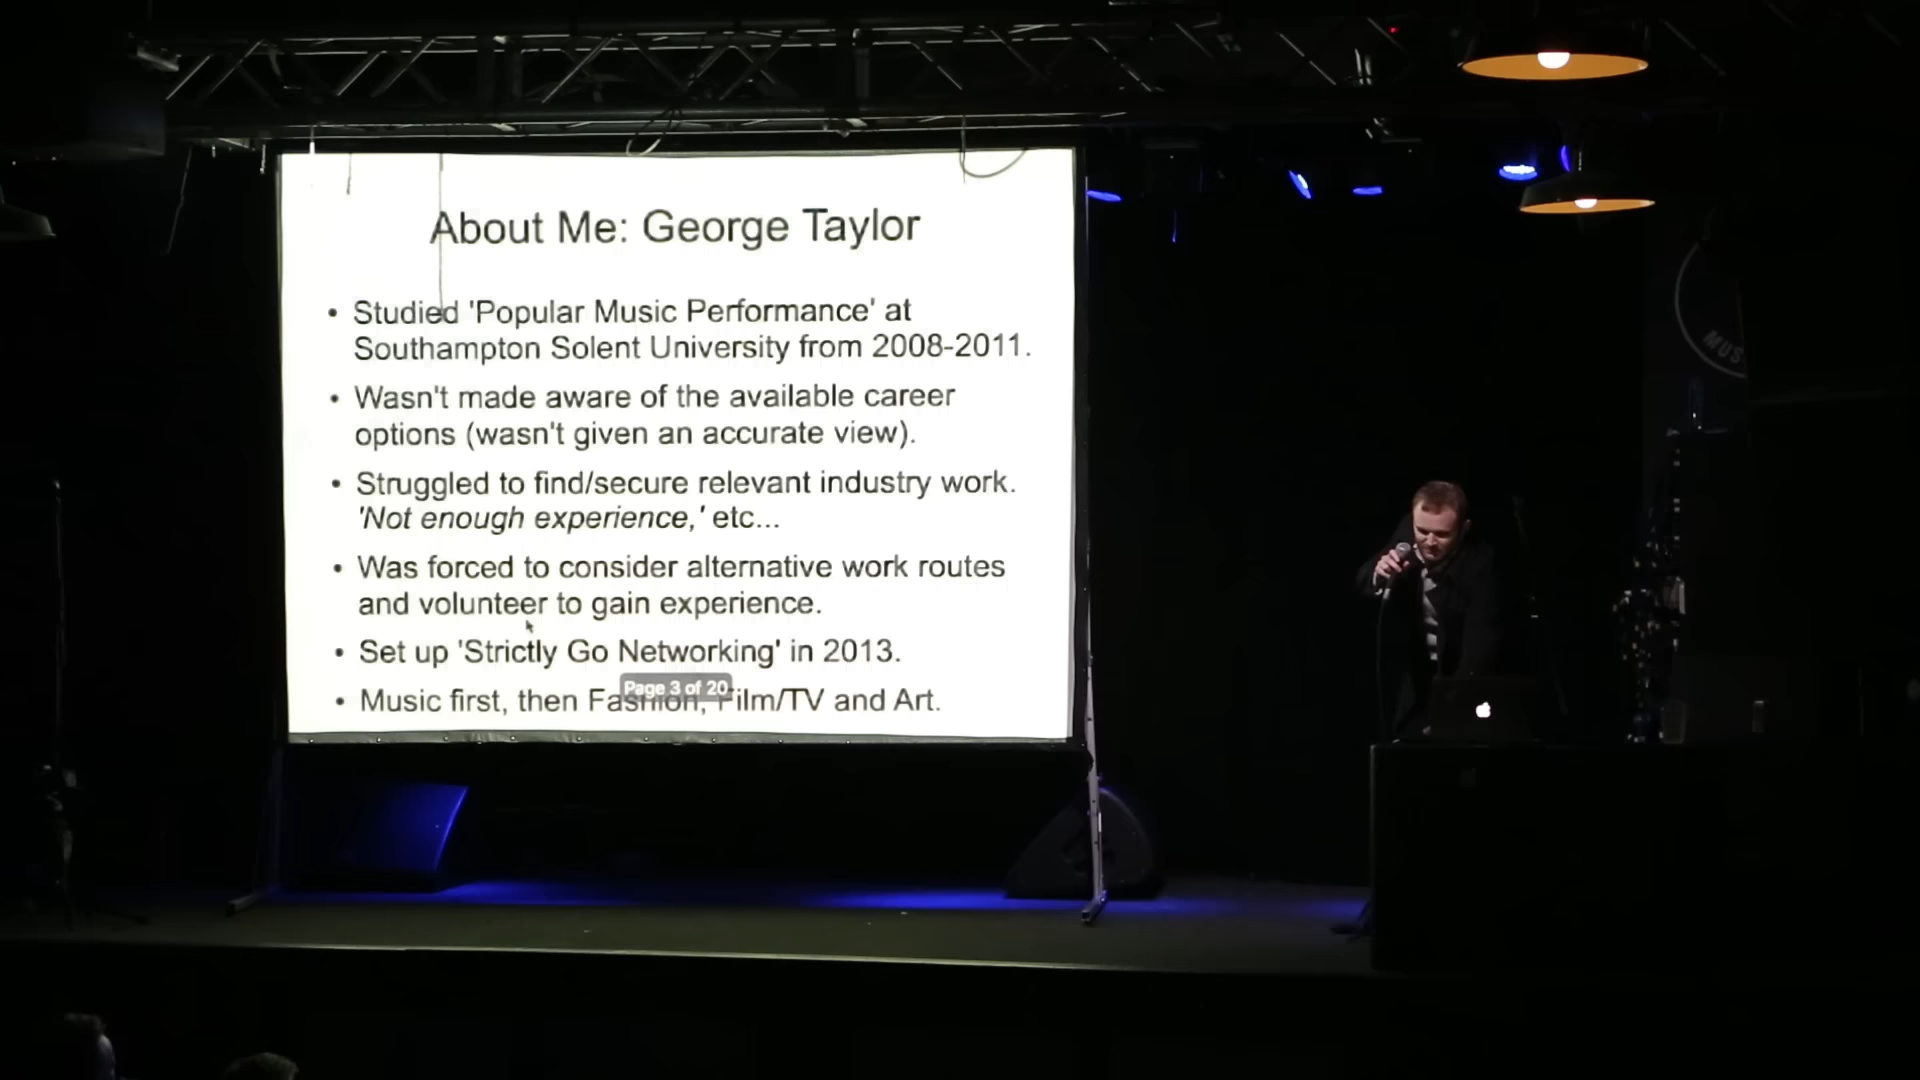 About Me: George Taylor
• Studied 'Popular Music Performance' at
Southampton Solent University from 2008-2011.
• Wasn't made aware of the available career
options (wasn't given an accurate view).
• Struggled to find/secure relevant industry work.
'Not enough experience,' etc...
• Was forced to consider alternative work routes
and volunteer to gain experience.
• Set up 'Strictly Go Networking' in 2013.
Page 3 of 20
• Music first, then Fashion, Film/TV and Art.
MUS